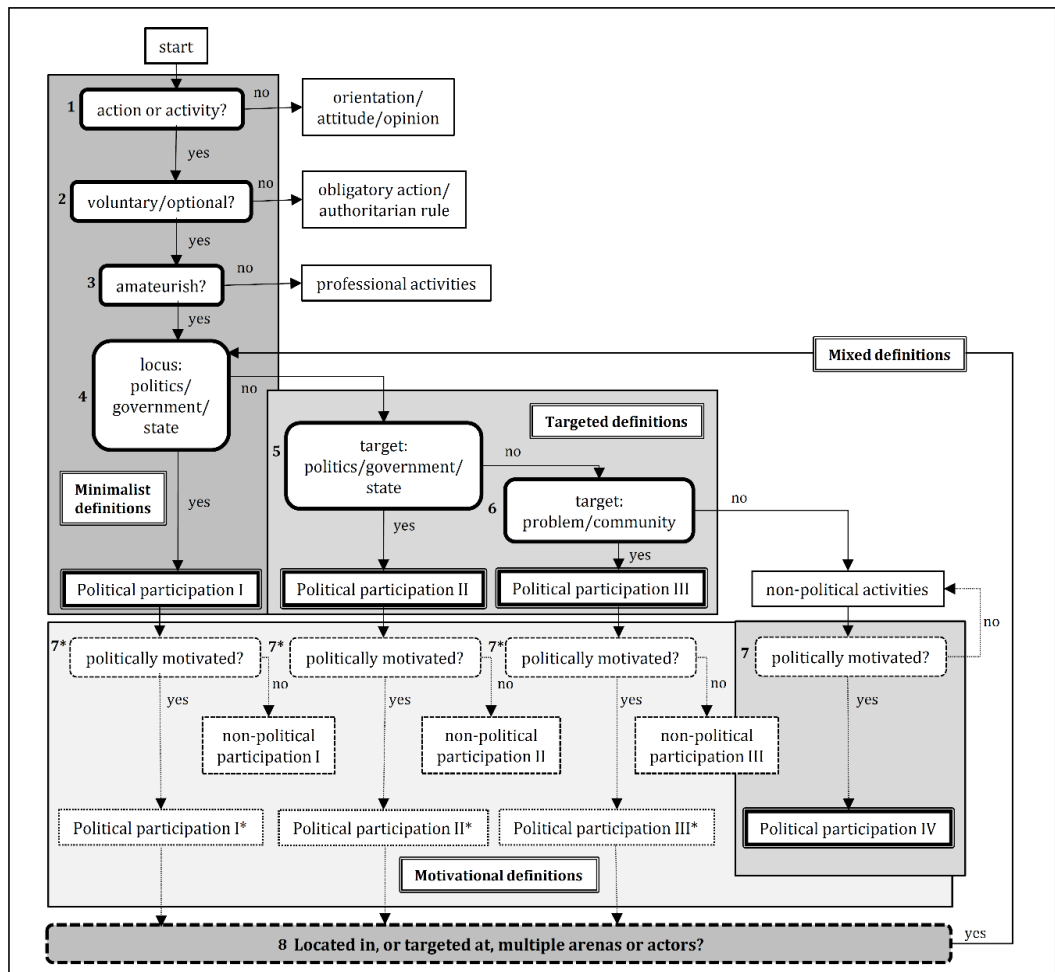 start
1
action or activity?
no
orientation/
attitude/opinion
yes
2
voluntary/optional?
no
obligatory action/
authoritarian rule
yes
3
amateurish?
no
professional activities
yes
4
locus:
politics/
government/
state
no
Mixed definitions
Targeted definitions
5
target:
politics/government/
state
no
6
target:
problem/community
no
Minimalist
definitions
yes
yes
yes
Political participation I
Political participation II
Political participation III
non-political activities
7*
politically motivated?
7*
politically motivated?
7*
politically motivated?
7
politically motivated?
no
yes
no
yes
no
yes
no
yes
non-political
participation I
non-political
participation II
non-political
participation III
Political participation I*
Political participation II*
Political participation III*
Political participation IV
Motivational definitions
8 Located in, or targeted at, multiple arenas or actors?
yes